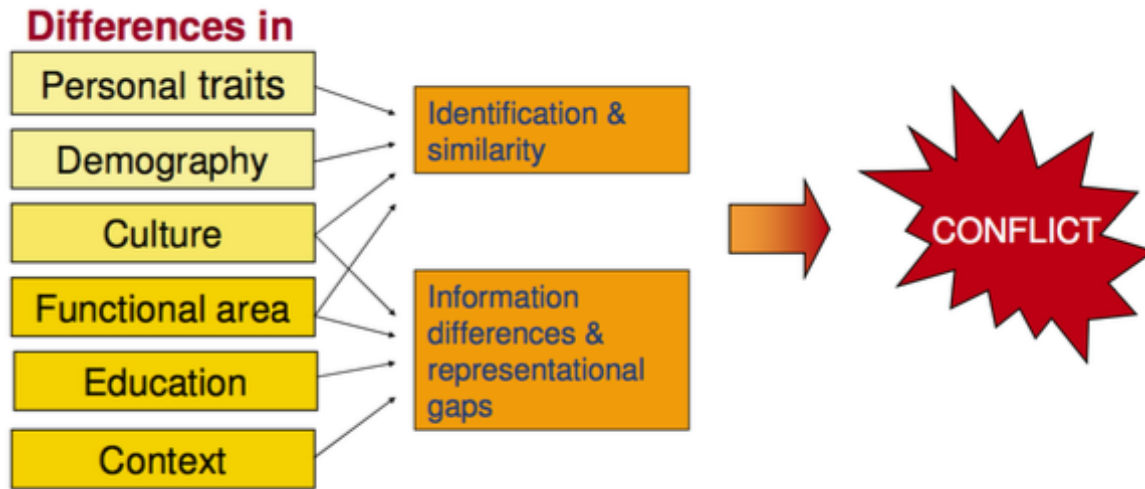 Differences in
Personal traits
Demography
Culture
Functional area
Education
Context
Identification &
similarity
Information
differences &
representational
gaps
CONFLICT